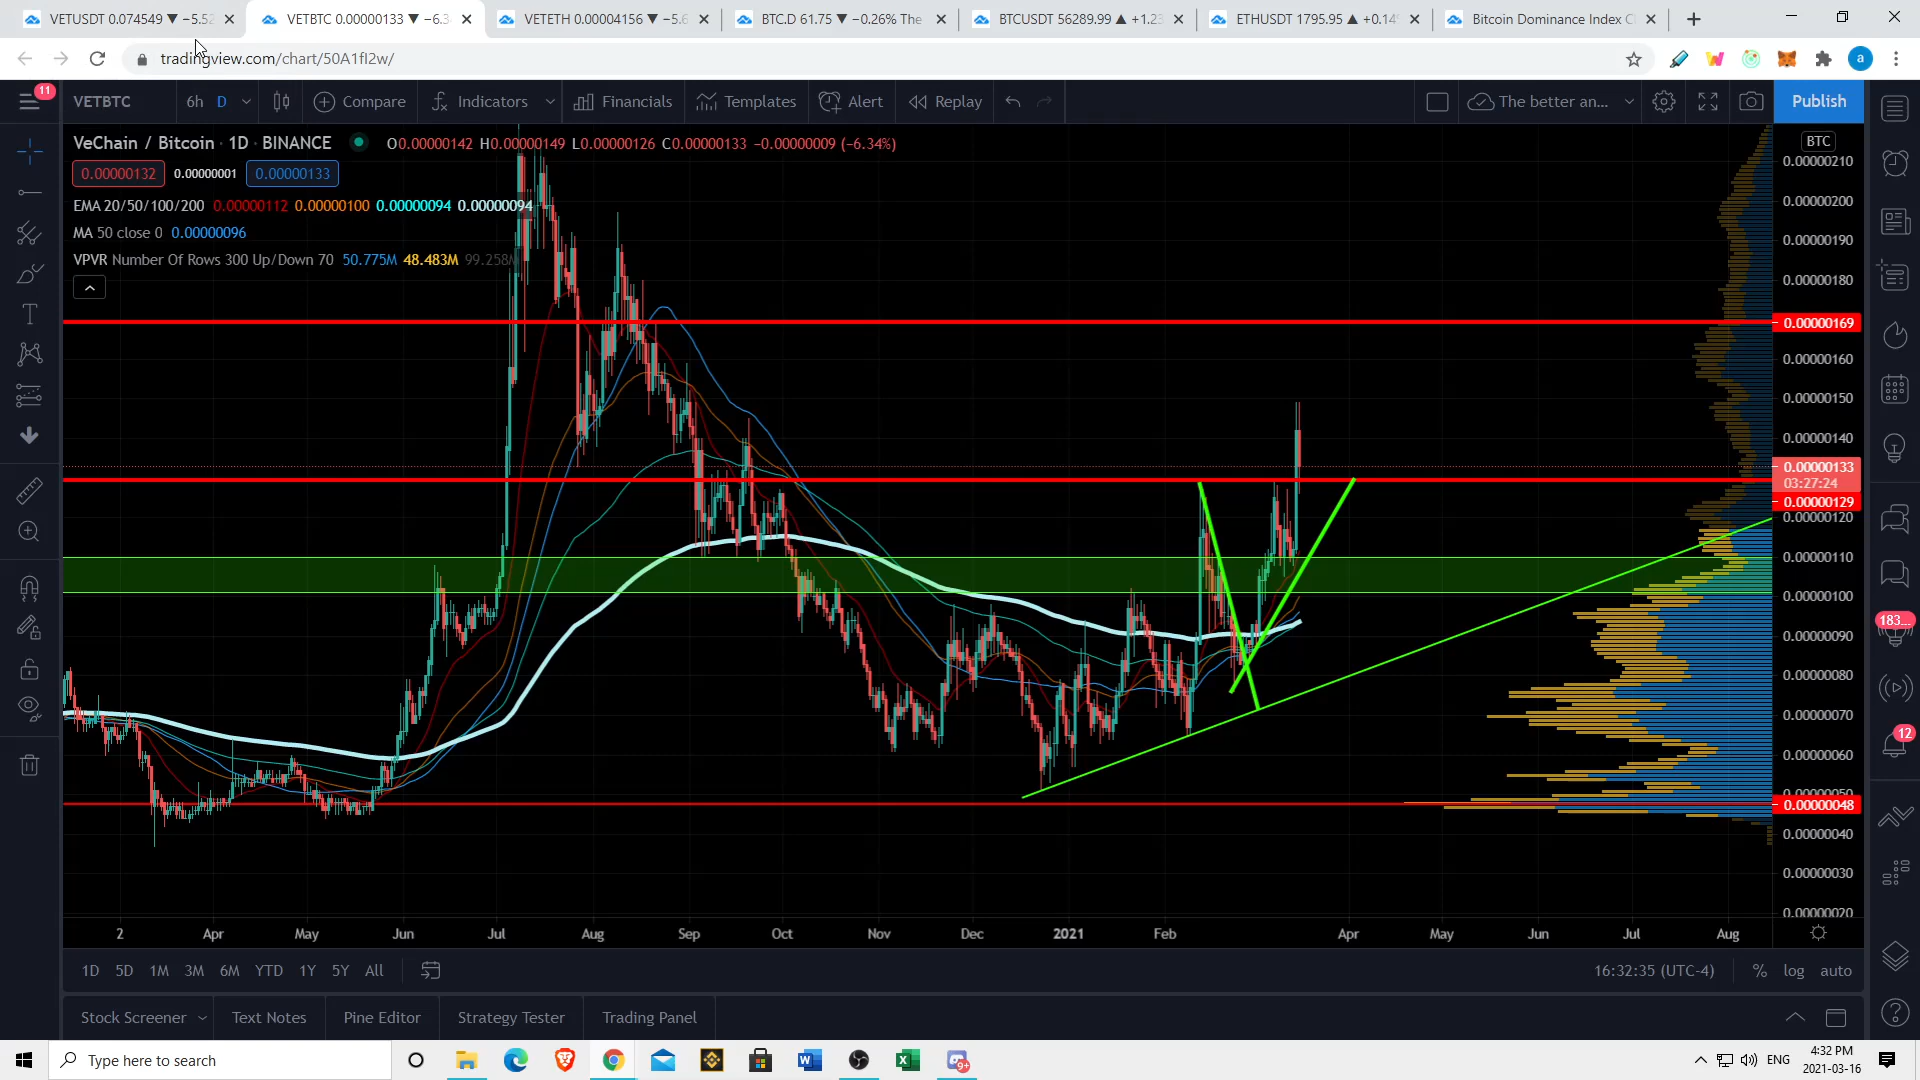 VETUSDT 0.074549 ▼ −5.52
VETBTC 0.00000133 ▼ −6.3
VETETH 0.00004156 ▼ −5.6
BTC.D 61.75 ▼ −0.26% The
BTCUSDT 56289.99 ▲ +1.23
ETHUSDT 1795.95 ▲ +0.14
Bitcoin Dominance Index C
tradingview.com/chart/50A1fI2w/
a
11
VETBTC
6h D
Compare
Indicators
Financials
Templates
Alert
Replay
The better an...
Publish
VeChain / Bitcoin · 1D · BINANCE
O0.00000142 H0.00000149 L0.00000126 C0.00000133 −0.00000009 (−6.34%)
0.00000132 0.00000001 0.00000133
EMA 20/50/100/200 0.00000112 0.00000100 0.00000094 0.00000094
MA 50 close 0 0.00000096
VPVR Number Of Rows 300 Up/Down 70 50.775M 48.483M 99.258M
BTC
0.00000210
0.00000200
0.00000190
0.00000180
0.00000169
0.00000160
0.00000150
0.00000140
0.00000133
03:27:24
0.00000129
0.00000120
0.00000110
0.00000100
0.00000090
0.00000080
0.00000070
0.00000060
0.00000050
0.00000048
0.00000040
0.00000030
0.00000020
183...
12
2 Apr May Jun Jul Aug Sep Oct Nov Dec 2021 Feb Apr May Jun Jul Aug
1D 5D 1M 3M 6M YTD 1Y 5Y All
16:32:35 (UTC-4) % log auto
Stock Screener Text Notes Pine Editor Strategy Tester Trading Panel
Type here to search
9+
ENG
4:32 PM
2021-03-16